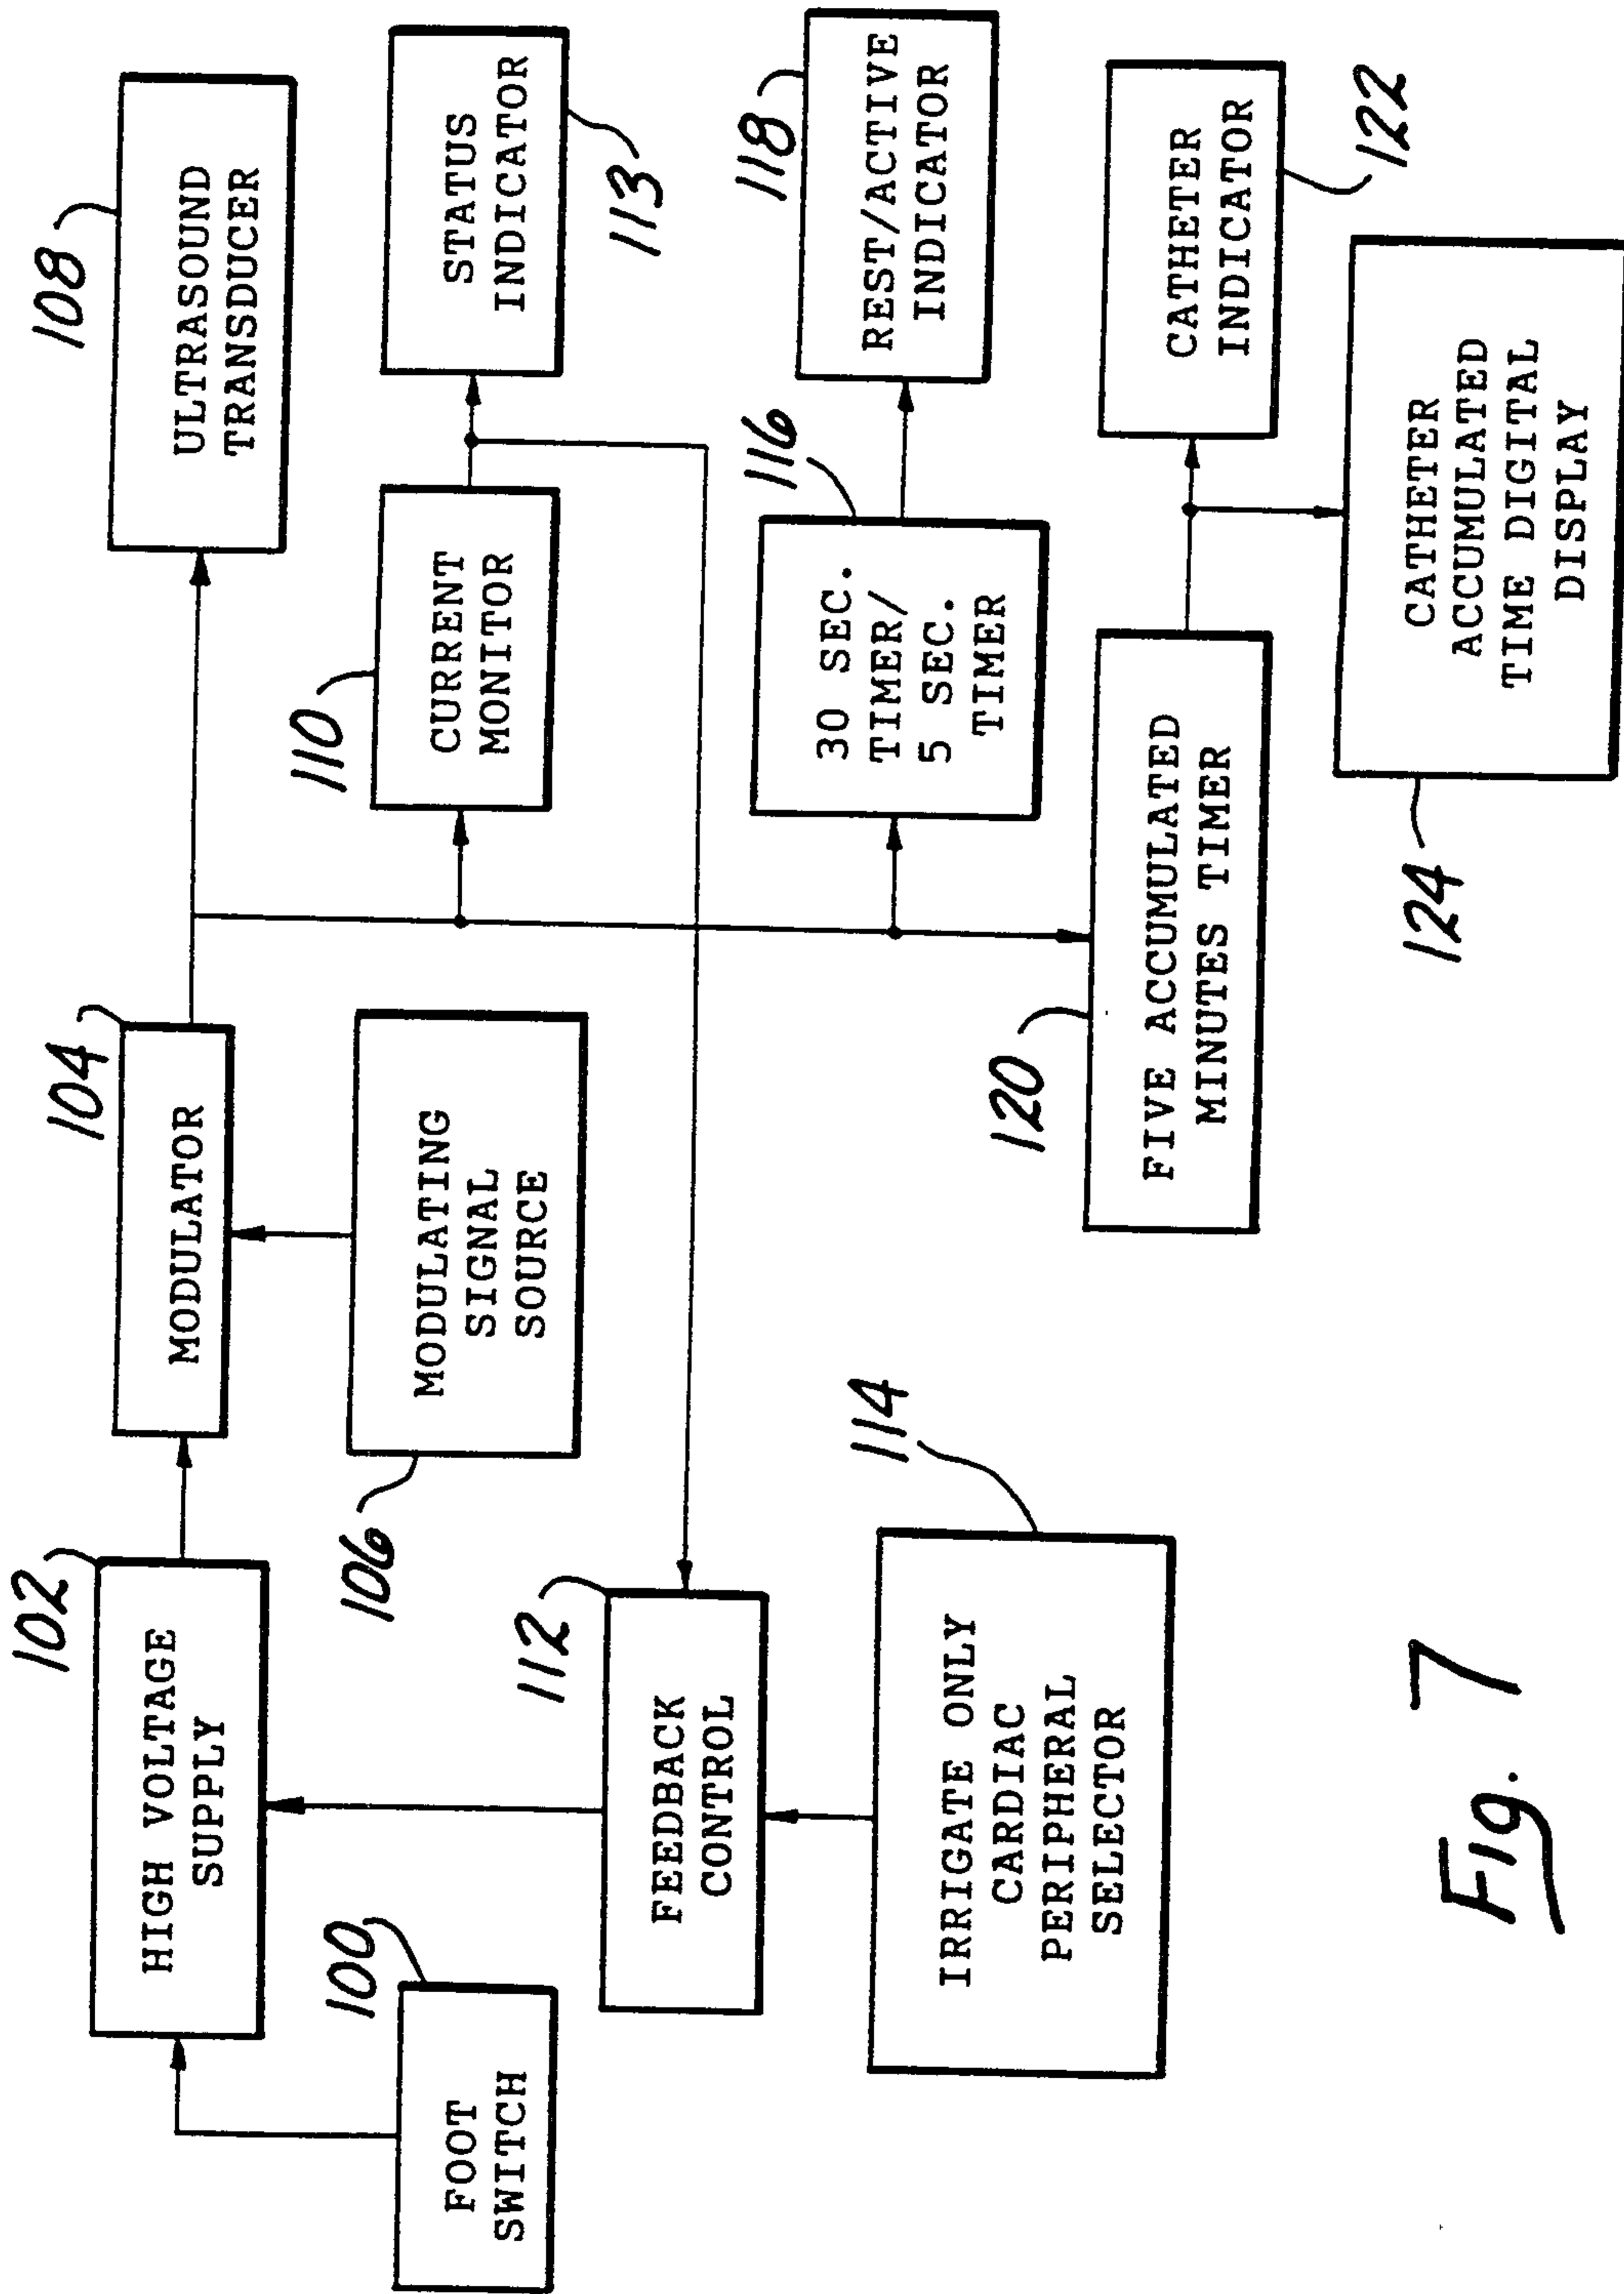 108
ULTRASOUND
TRANSDUCER
104
MODULATOR
102
HIGH VOLTAGE
SUPPLY
STATUS
INDICATOR
113
110
CURRENT
MONITOR
MODULATING
SIGNAL
SOURCE
106
100
FOOT
SWITCH
112
FEEDBACK
CONTROL
118
REST/ACTIVE
INDICATOR
116
30 SEC.
TIMER/
5 SEC.
TIMER
114
IRRIGATE ONLY
CARDIAC
PERIPHERAL
SELECTOR
120
FIVE ACCUMULATED
MINUTES TIMER
CATHETER
INDICATOR
122
CATHETER
ACCUMULATED
TIME DIGITAL
DISPLAY
124
Fig. 7